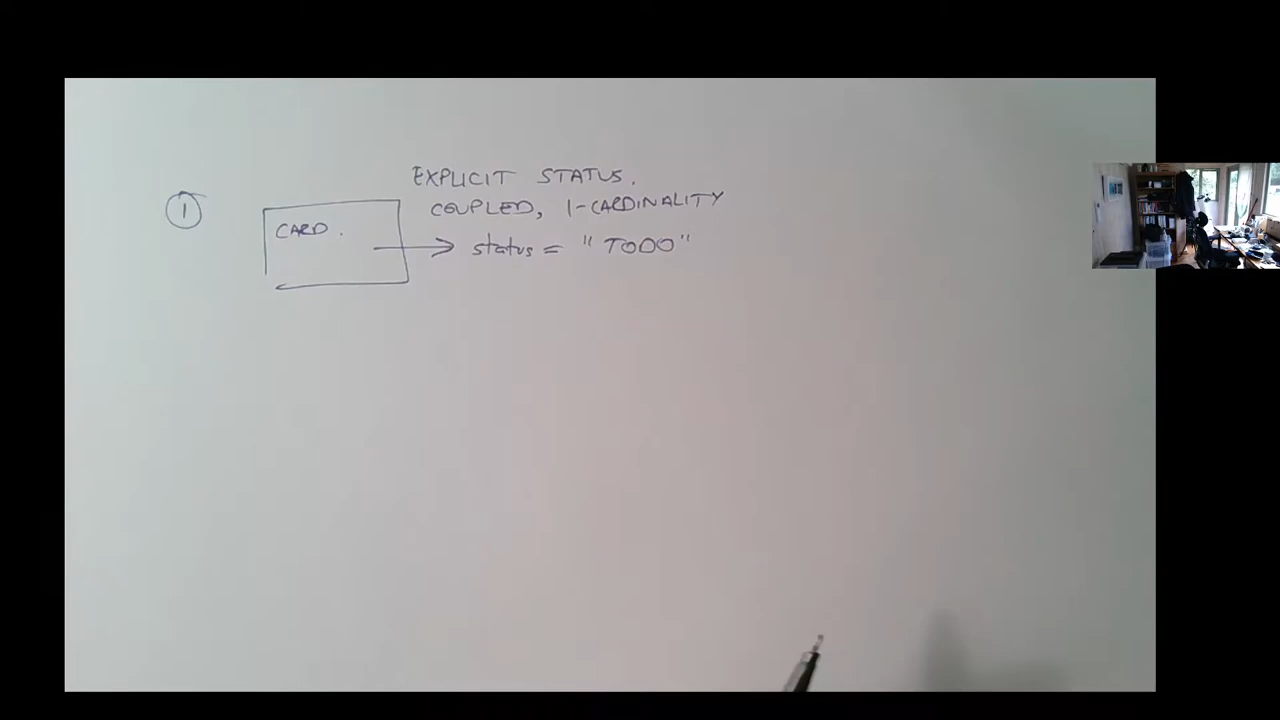 EXPLICIT STATUS.
1
COUPLED, 1-CARDINALITY
CARD.
status = "TODO"